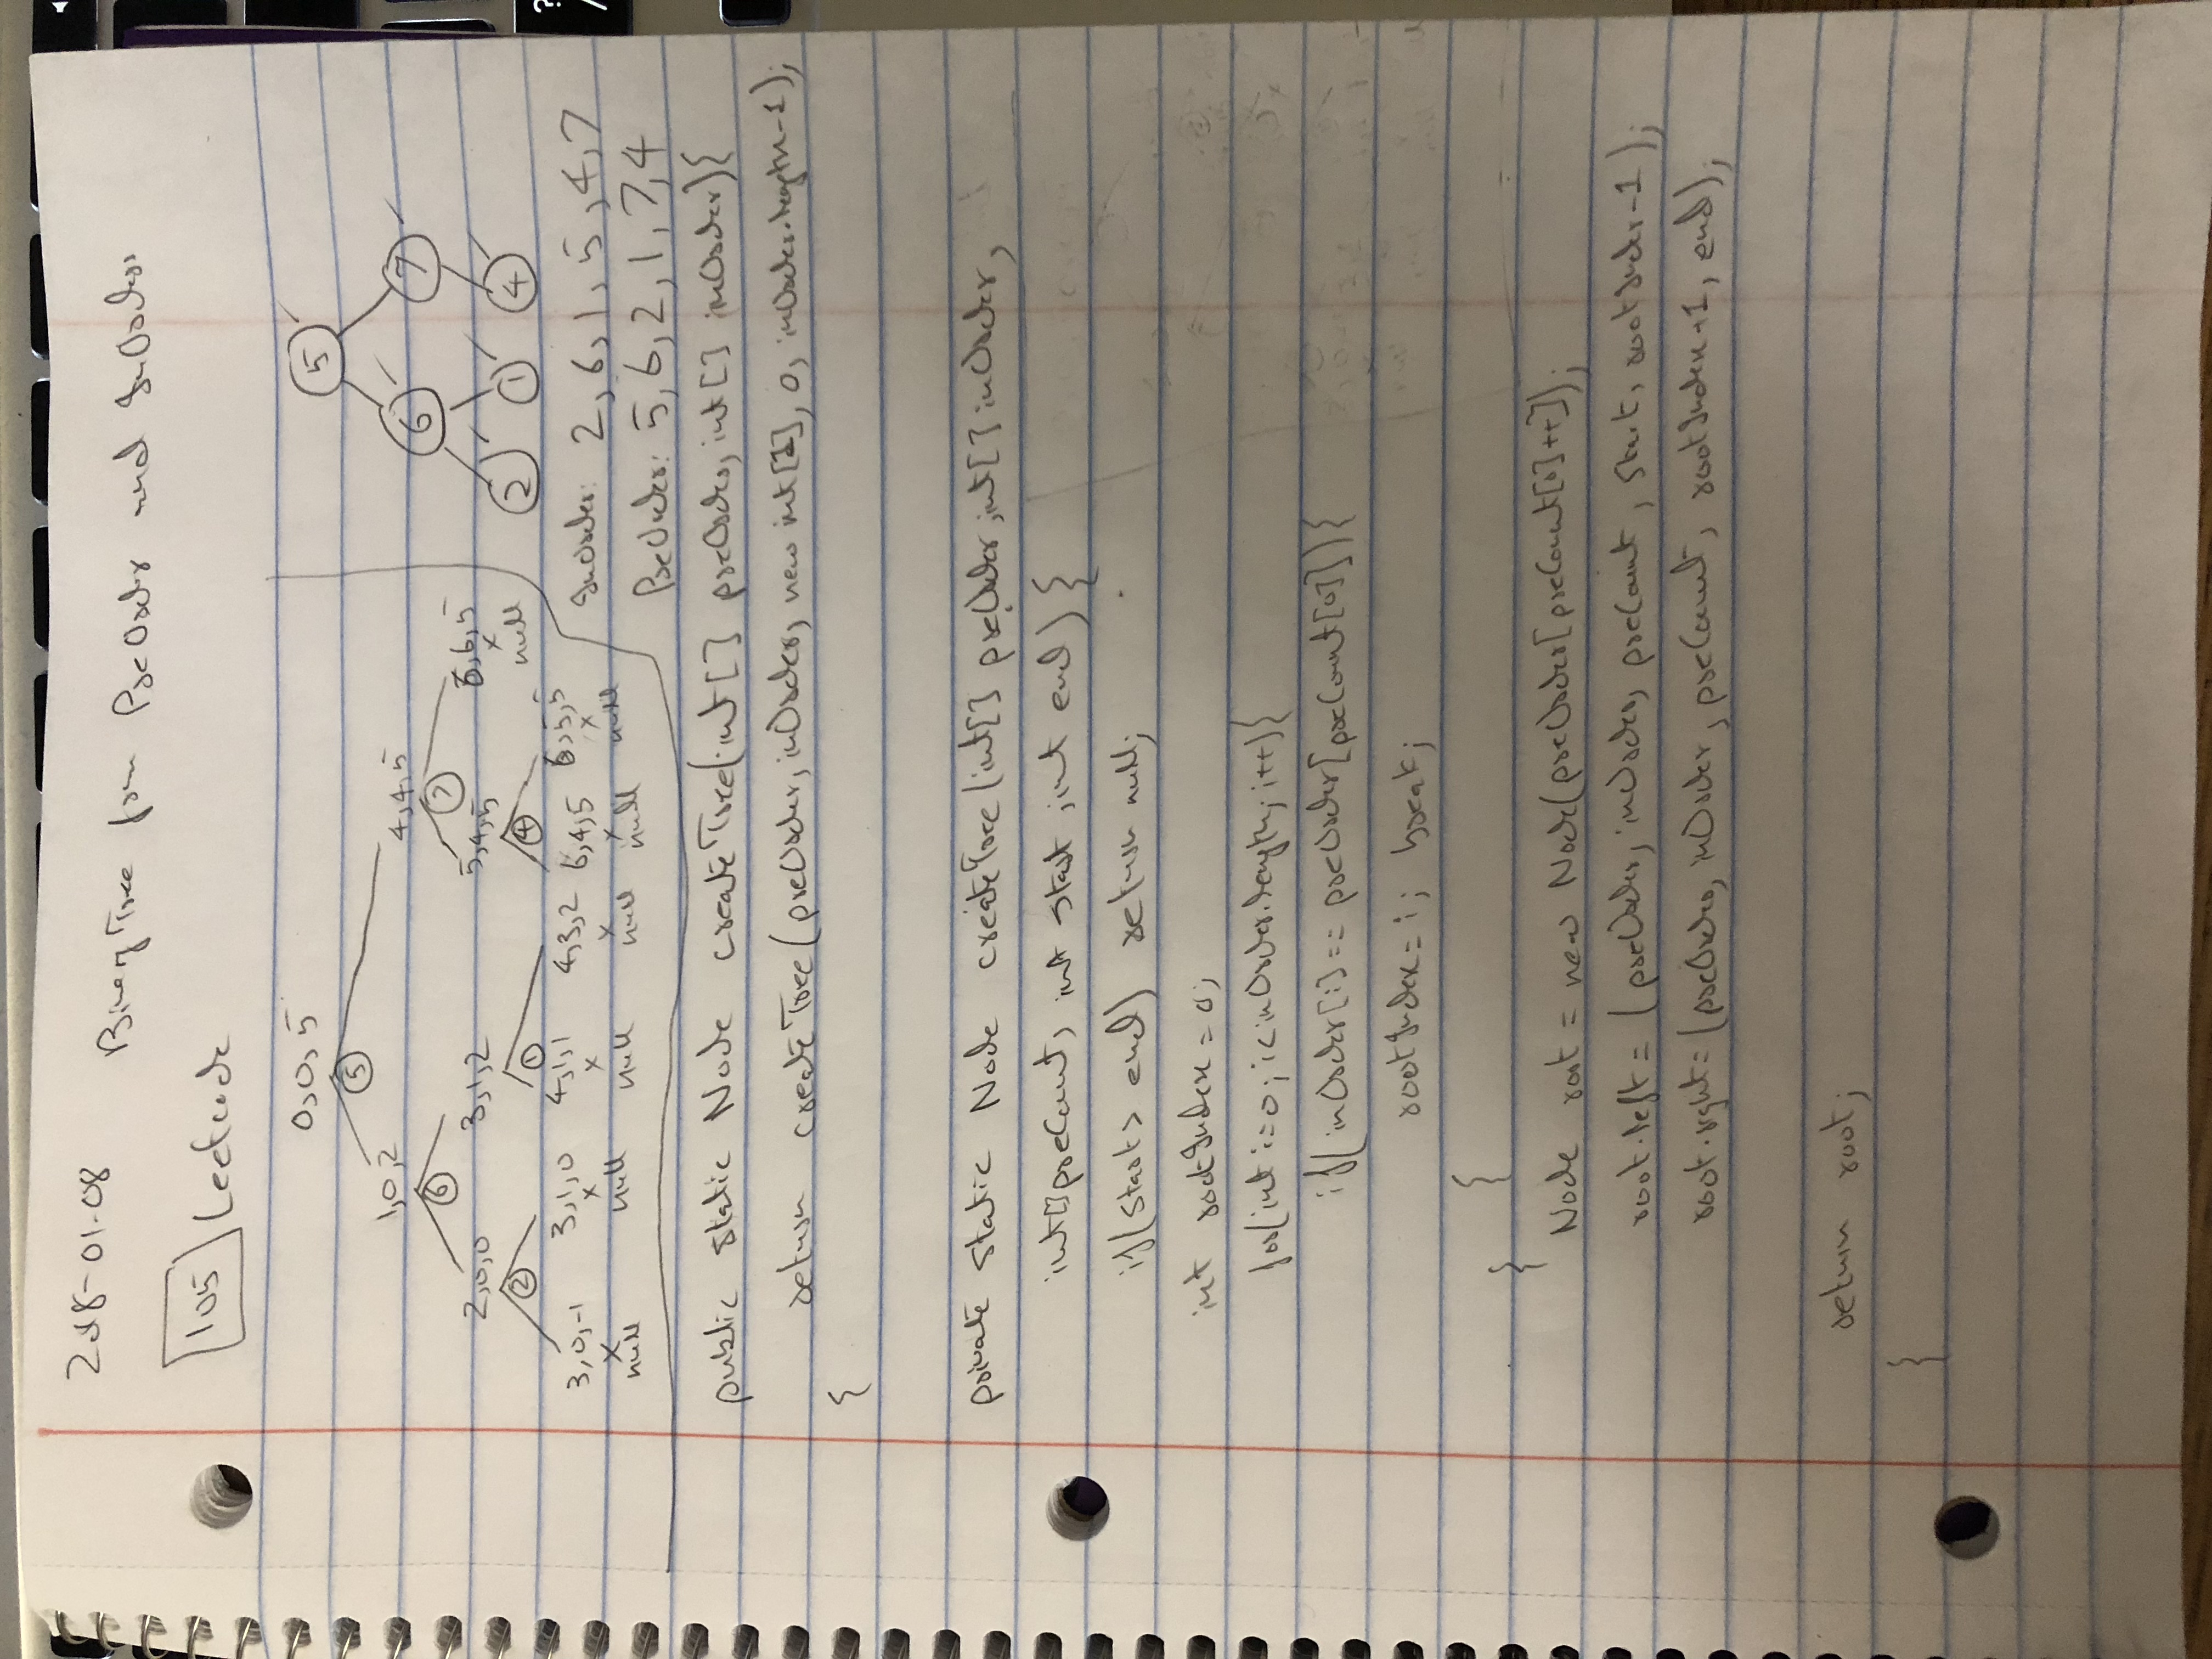 2018-01-08
Binary Tree from PreOrder and InOrder
105 Leetcode
0,0,5
5
1,0,2 4,4,5
6 7
2,0,0 3,1,2 5,4,5 6,6,5
2 1 4 x
null
3,0,-1 3,1,0 4,1,1 4,3,2 6,4,5 6,5,5
x x x x x x
null null null null null null
5
6 7
2 1 4
InOrder: 2, 6, 1, 5, 4, 7
PreOrder: 5, 6, 2, 1, 7, 4
public static Node createTree(int[] preOrder, int[] inOrder){
return createTree(preOrder, inOrder, new int[1], 0, inOrder.length-1);
}
private static Node createTree(int[] preOrder, int[] inOrder,
int[] preCount, int start, int end) {
if(start > end) return null;
int rootIndex = 0;
for(int i=0; i<inOrder.length; i++){
if(inOrder[i] == preOrder[preCount[0]]){
rootIndex = i; break;
}
}
Node root = new Node(preOrder[preCount[0]++]);
root.left = (preOrder, inOrder, preCount, start, rootIndex-1);
root.right = (preOrder, inOrder, preCount, rootIndex+1, end);
return root;
}